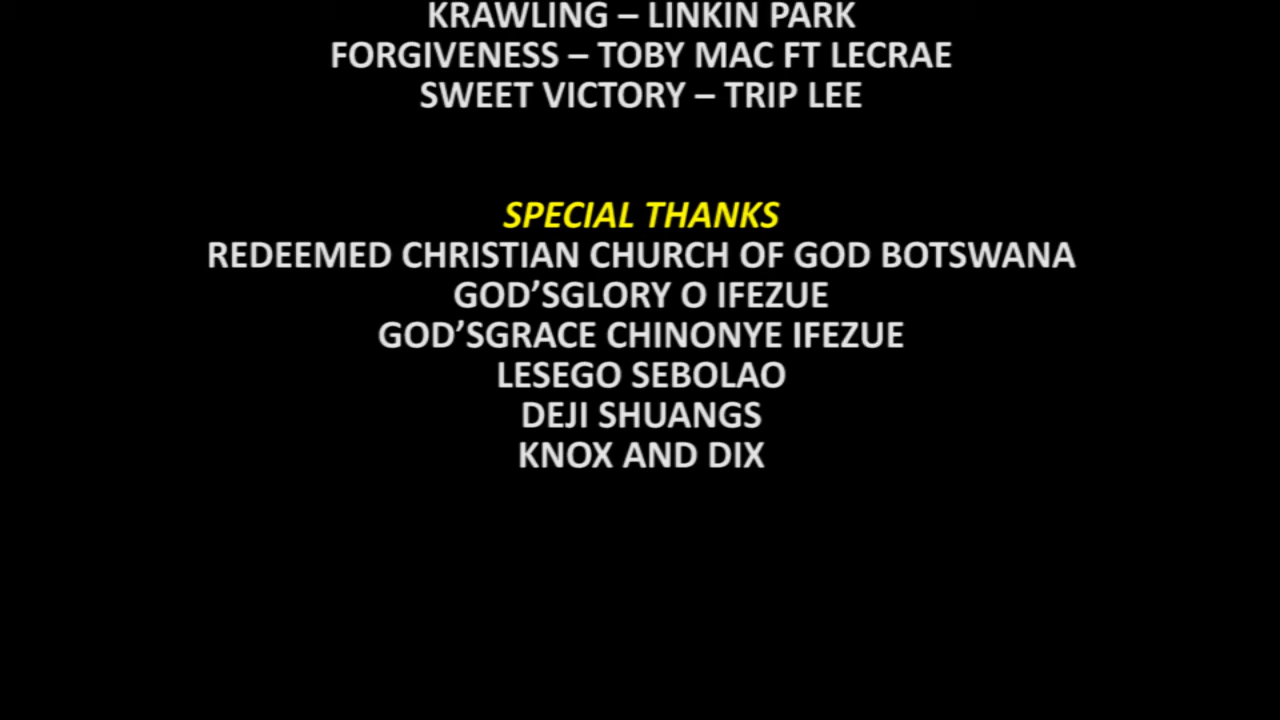 KRAWLING – LINKIN PARK
FORGIVENESS – TOBY MAC FT LECRAE
SWEET VICTORY – TRIP LEE
SPECIAL THANKS
REDEEMED CHRISTIAN CHURCH OF GOD BOTSWANA
GOD’SGLORY O IFEZUE
GOD’SGRACE CHINONYE IFEZUE
LESEGO SEBOLAO
DEJI SHUANGS
KNOX AND DIX